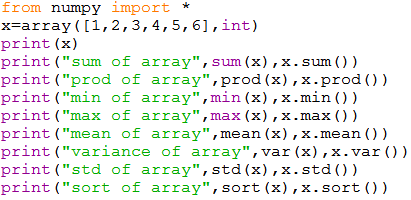 from numpy import *
x=array([1,2,3,4,5,6],int)
print(x)
print("sum of array",sum(x),x.sum())
print("prod of array",prod(x),x.prod())
print("min of array",min(x),x.min())
print("max of array",max(x),x.max())
print("mean of array",mean(x),x.mean())
print("variance of array",var(x),x.var())
print("std of array",std(x),x.std())
print("sort of array",sort(x),x.sort())